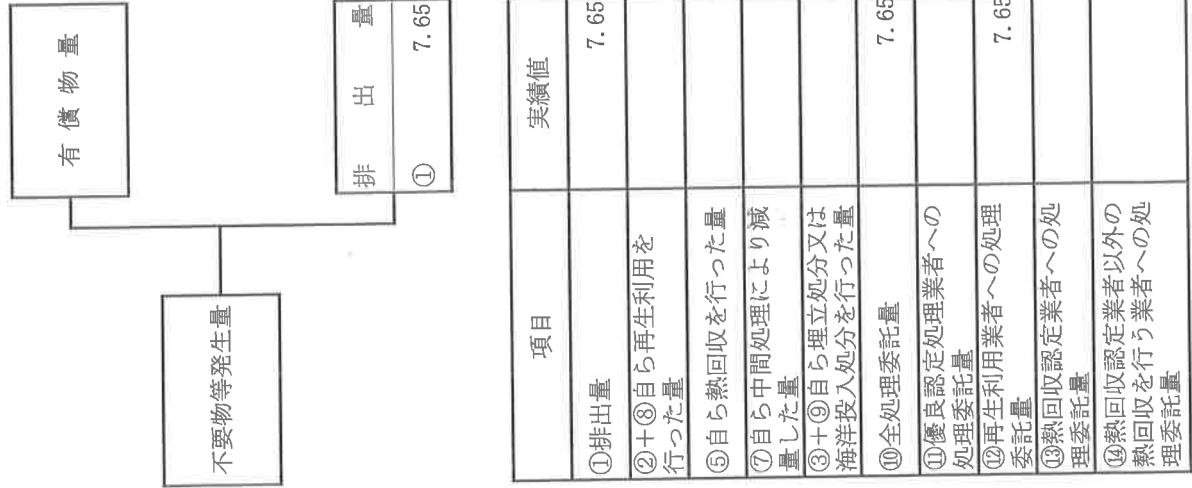 有償物量
不要物等発生量
排出量
① 7.65
項目 実績値
①排出量 7.65
②+⑧自ら再生利用を
行った量
⑤自ら熱回収を行った量
⑦自ら中間処理により減
量した量
③+⑨自ら埋立処分又は
海洋投入処分を行った量
⑩全処理委託量 7.65
⑪優良認定処理業者への
処理委託量
⑫再生利用業者への処理
委託量 7.65
⑬熱回収認定業者への処
理委託量
⑭熱回収認定業者以外の
熱回収を行う業者への処
理委託量